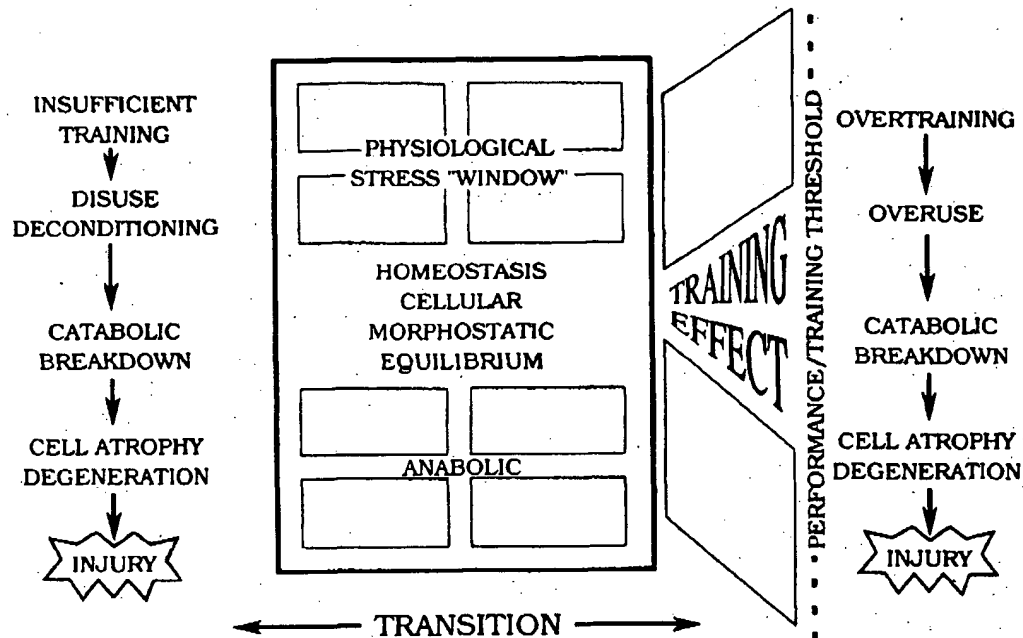 INSUFFICIENT
TRAINING
DISUSE
DECONDITIONING
CATABOLIC
BREAKDOWN
CELL ATROPHY
DEGENERATION
INJURY
PHYSIOLOGICAL
STRESS "WINDOW"
HOMEOSTASIS
CELLULAR
MORPHOSTATIC
EQUILIBRIUM
ANABOLIC
TRAINING
EFFECT
PERFORMANCE/TRAINING THRESHOLD
OVERTRAINING
OVERUSE
CATABOLIC
BREAKDOWN
CELL ATROPHY
DEGENERATION
INJURY
TRANSITION